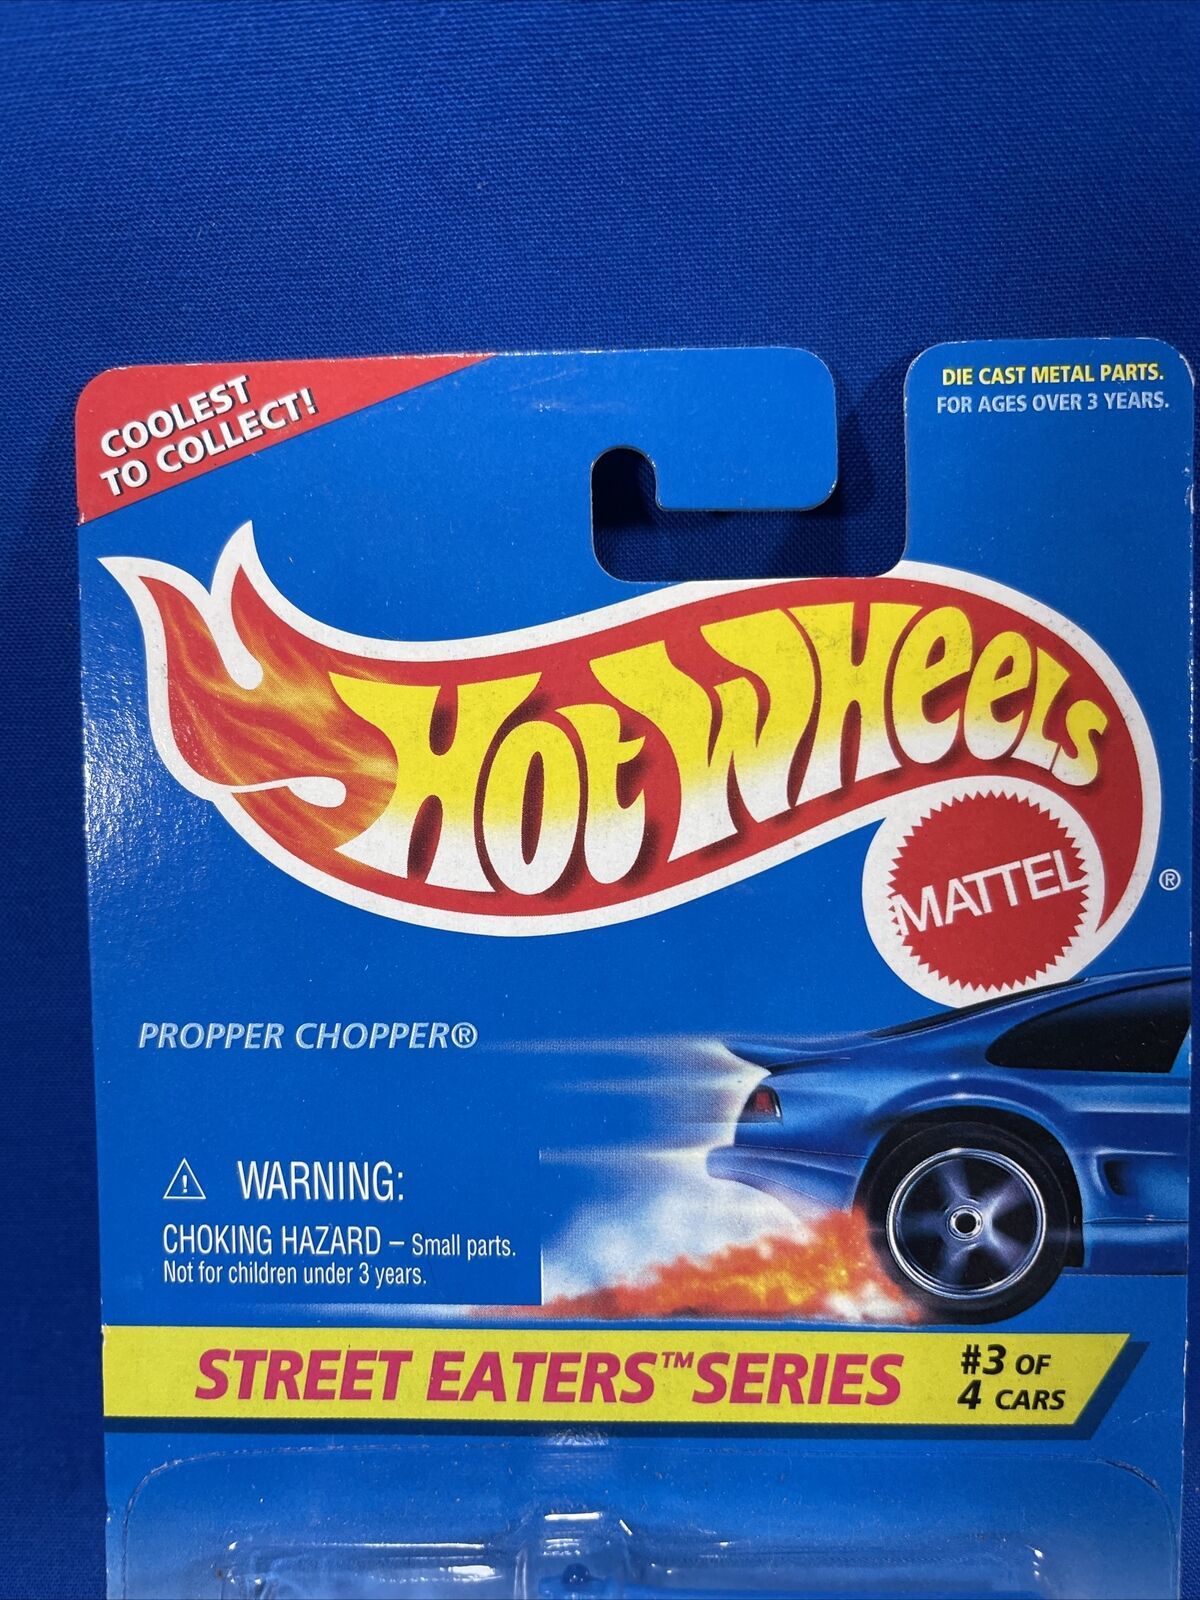 COOLEST
TO COLLECT!
DIE CAST METAL PARTS.
FOR AGES OVER 3 YEARS.
HOT WHEELS
MATTEL
®
PROPPER CHOPPER®
WARNING:
CHOKING HAZARD – Small parts.
Not for children under 3 years.
STREET EATERS™ SERIES
#3 OF
4 CARS